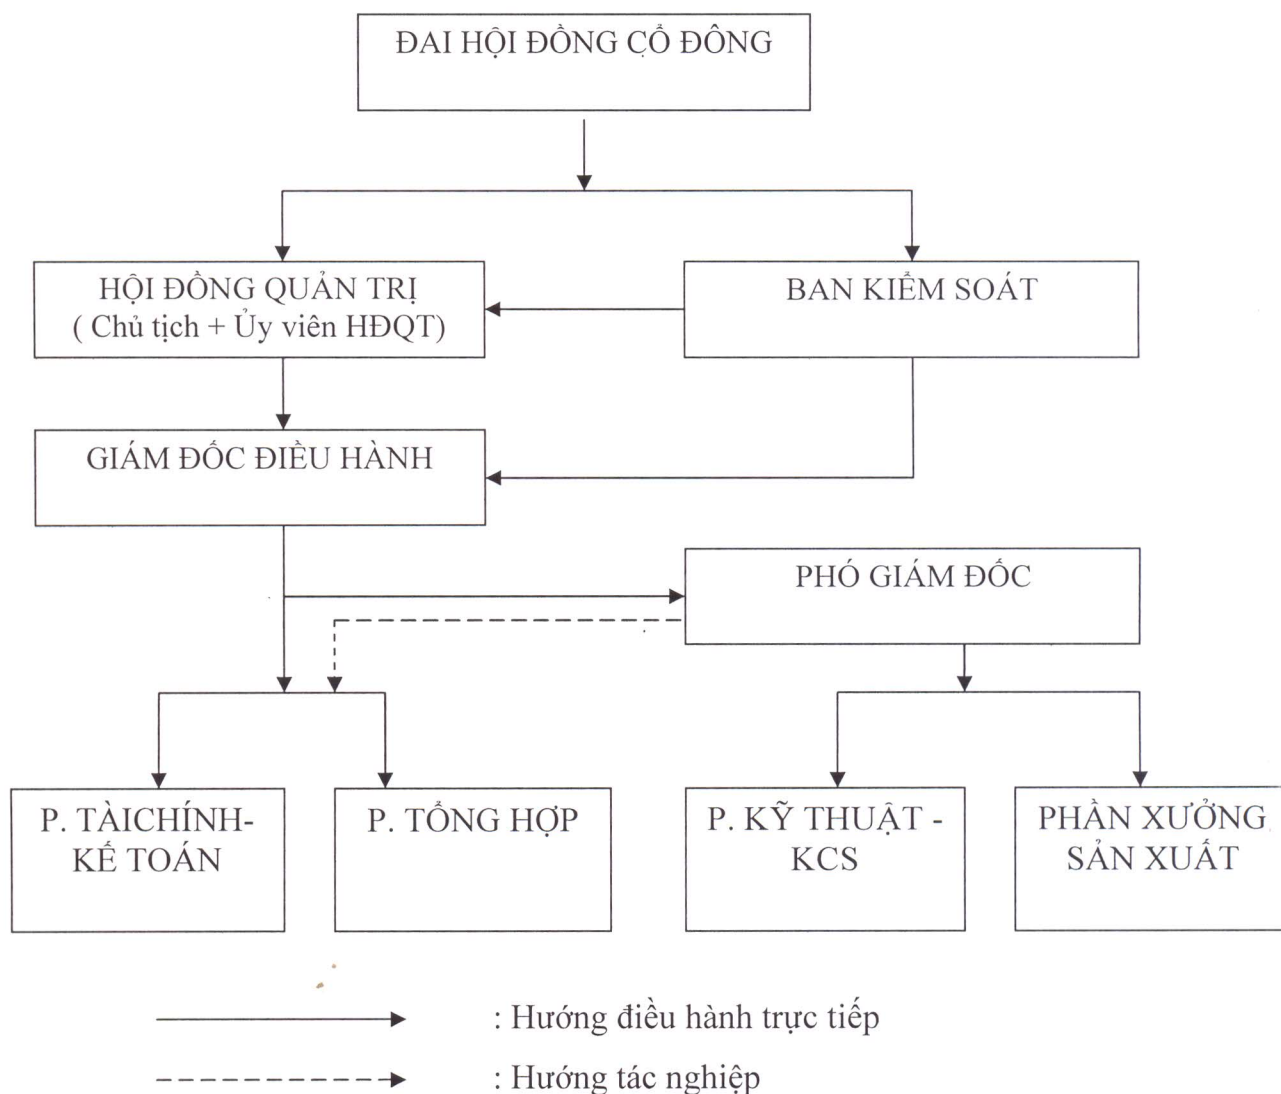 ĐAI HỘI ĐỒNG CỔ ĐÔNG
HỘI ĐỒNG QUẢN TRỊ
( Chủ tịch + Ủy viên HĐQT)
BAN KIỂM SOÁT
GIÁM ĐỐC ĐIỀU HÀNH
PHÓ GIÁM ĐỐC
P. TÀICHÍNH-
KẾ TOÁN
P. TỔNG HỢP
P. KỸ THUẬT -
KCS
PHẦN XƯỞNG
SẢN XUẤT
: Hướng điều hành trực tiếp
: Hướng tác nghiệp